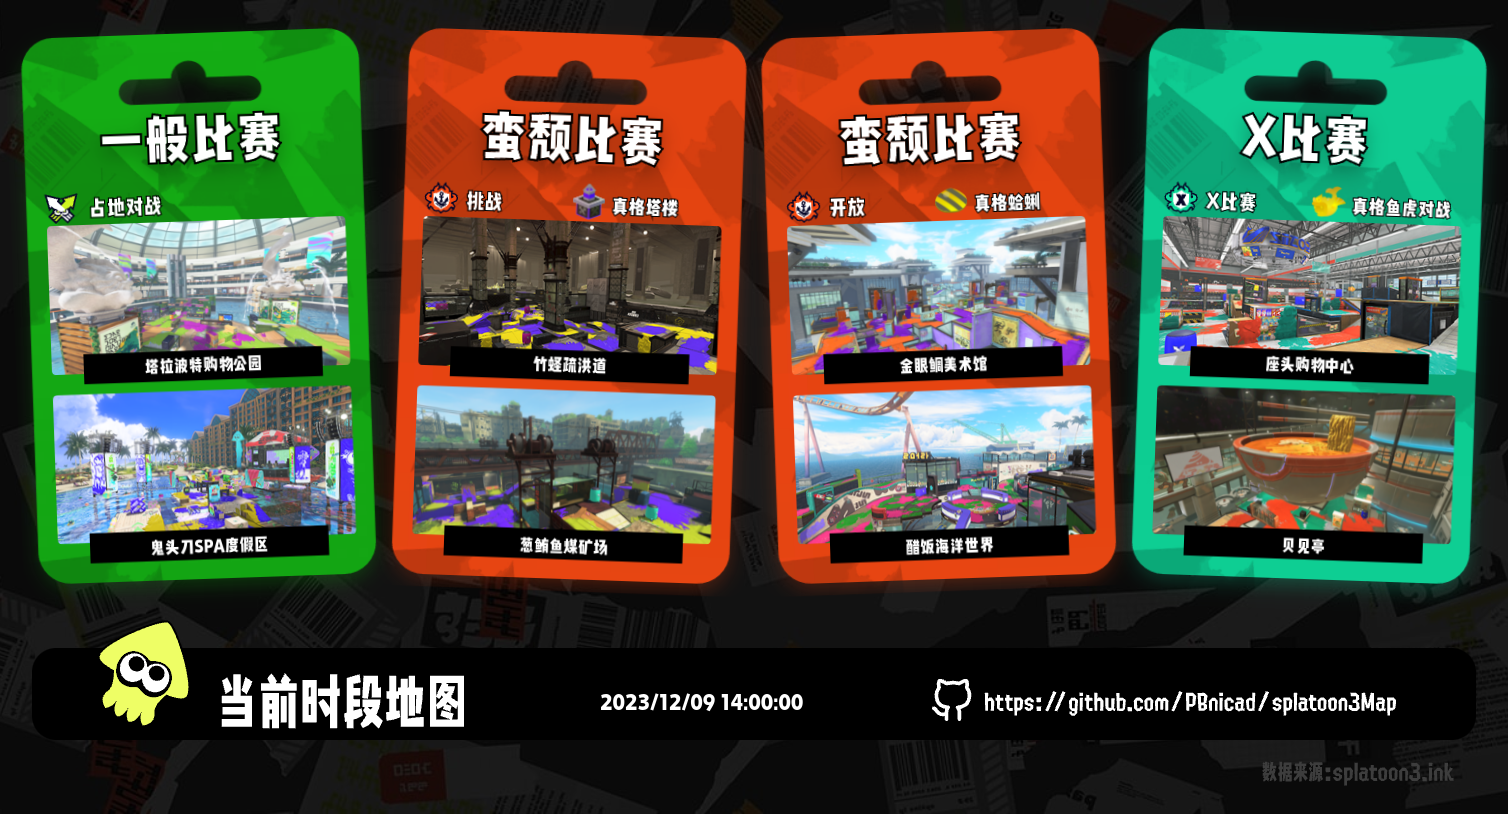 一般比赛
占地对战
塔拉波特购物公园
鬼头刀SPA度假区
蛮颓比赛
挑战
真格塔楼
竹蛏疏洪道
葱鲔鱼煤矿场
蛮颓比赛
开放
真格蛤蜊
金眼鲷美术馆
醋饭海洋世界
X比赛
X比赛
真格鱼虎对战
座头购物中心
贝见亭
当前时段地图
2023/12/09 14:00:00
https://github.com/PBnicad/splatoon3Map
数据来源:splatoon3.ink